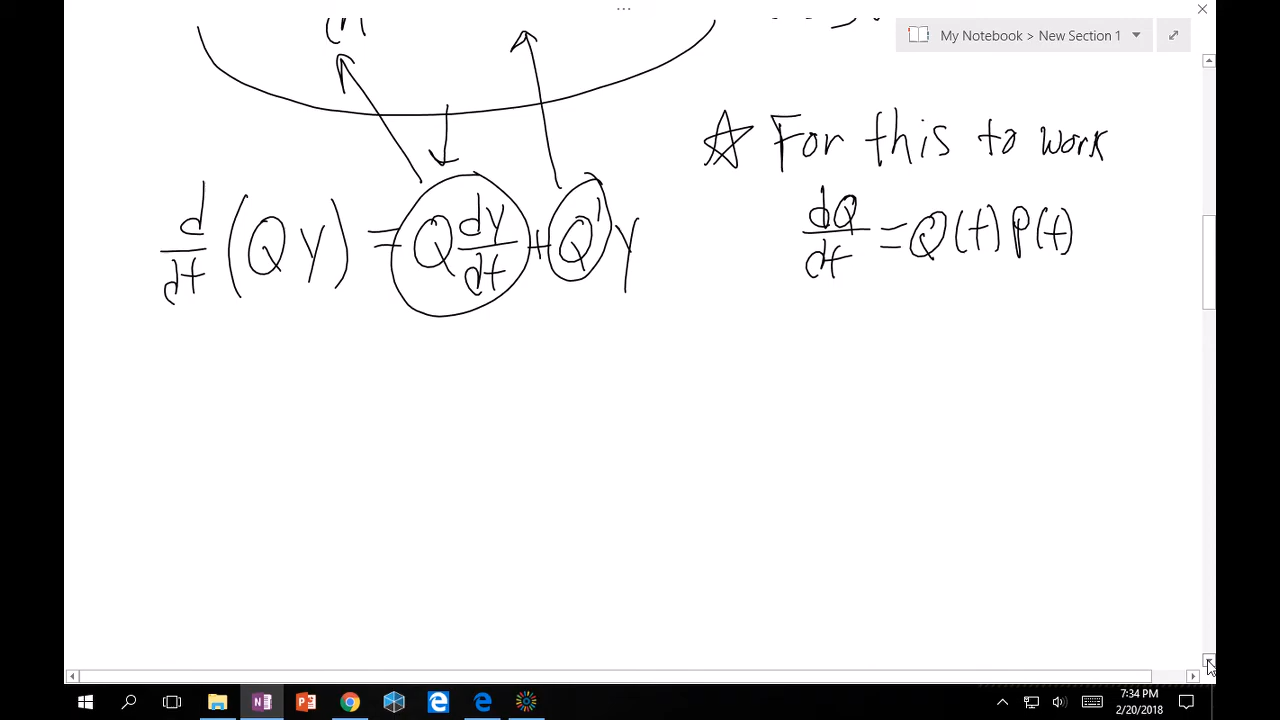 My Notebook > New Section 1
☆ For this to work
d/dt (Qy) = Q dy/dt + Q'y
dQ/dt = Q(t)P(t)
7:34 PM
2/20/2018